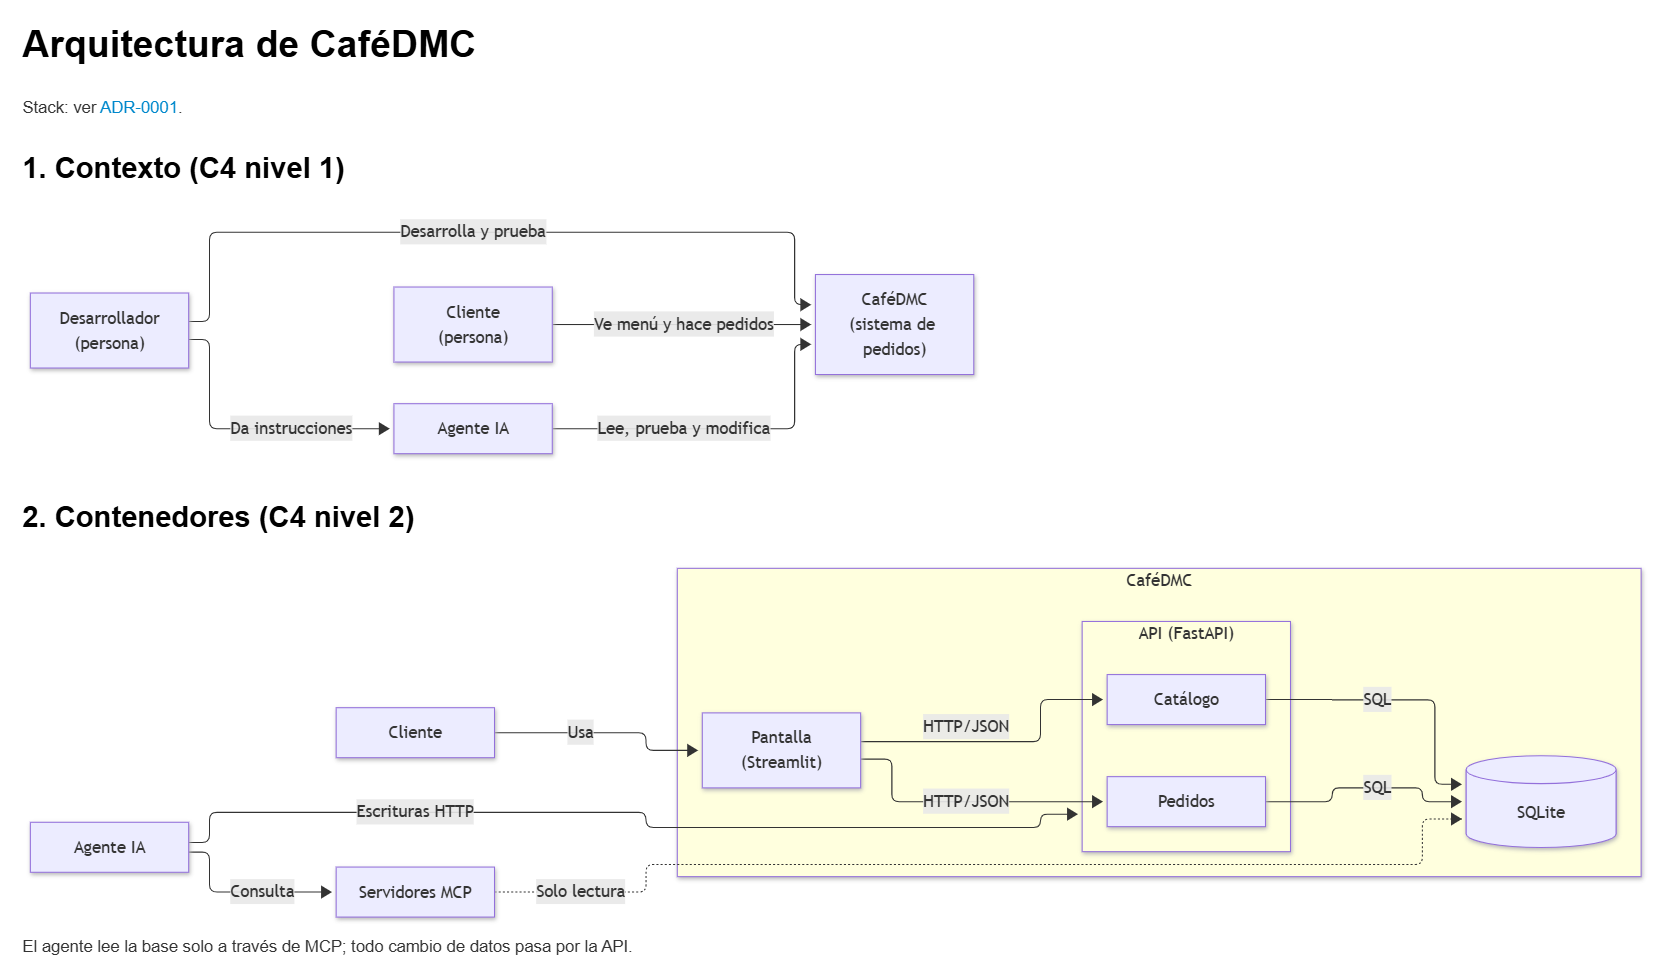 Arquitectura de CaféDMC
Stack: ver ADR-0001.
1. Contexto (C4 nivel 1)
Desarrolla y prueba
Desarrollador
(persona)
Cliente
(persona)
Ve menú y hace pedidos
CaféDMC
(sistema de
pedidos)
Da instrucciones
Agente IA
Lee, prueba y modifica
2. Contenedores (C4 nivel 2)
CaféDMC
API (FastAPI)
Catálogo
SQL
Cliente
Usa
Pantalla
(Streamlit)
HTTP/JSON
HTTP/JSON
Pedidos
SQL
SQLite
Escrituras HTTP
Agente IA
Consulta
Servidores MCP
Solo lectura
El agente lee la base solo a través de MCP; todo cambio de datos pasa por la API.